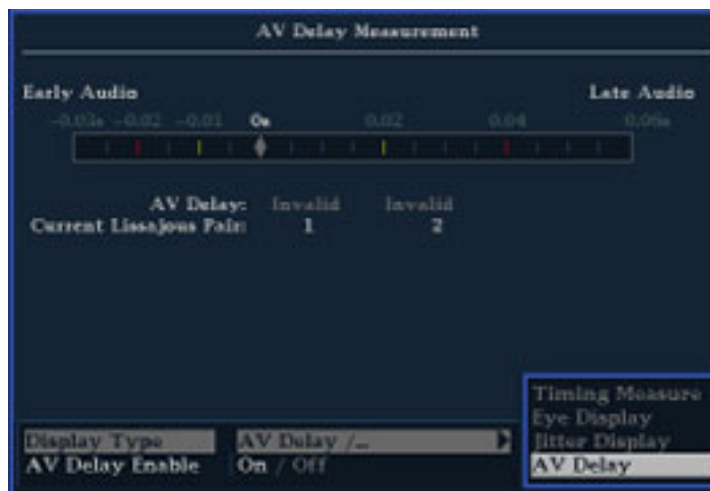 AV Delay Measurement
Early Audio Late Audio
-0.03s -0.02 -0.01 0s 0.02 0.04 0.06s
AV Delay: Invalid Invalid
Current Lissajous Pair: 1 2
Timing Measure
Eye Display
Jitter Display
AV Delay
Display Type AV Delay /...
AV Delay Enable On / Off